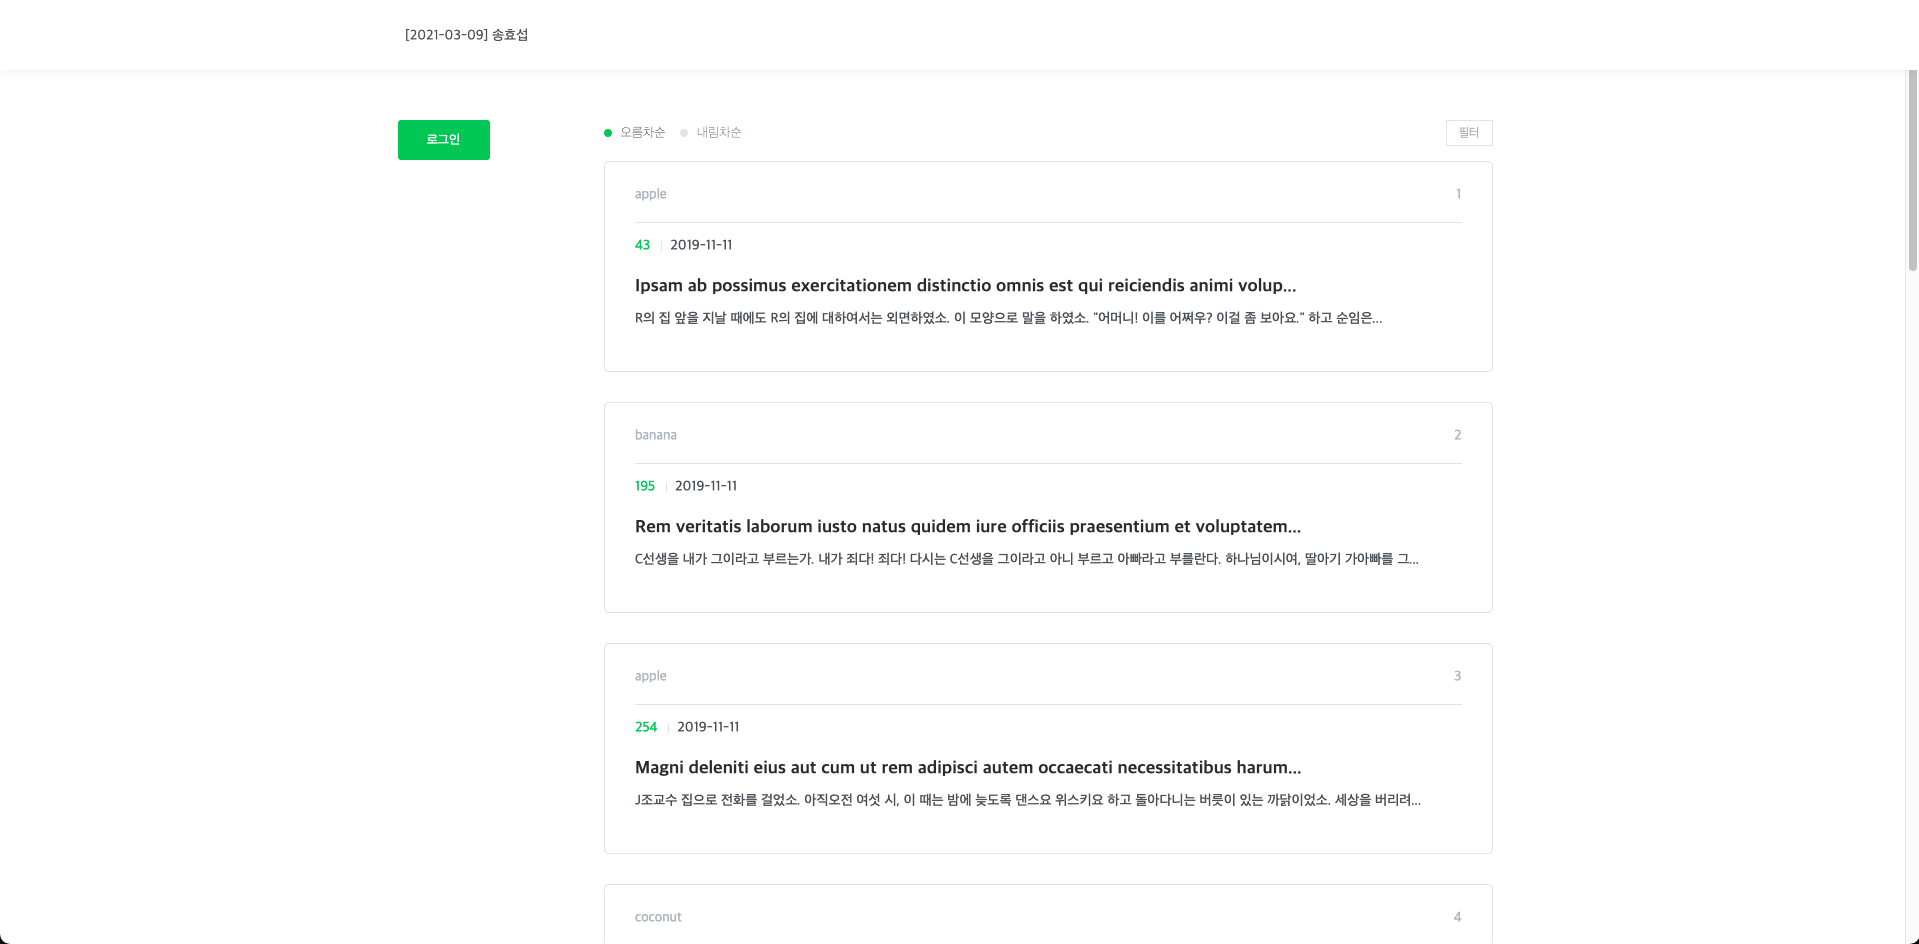 [2021-03-09] 송효섭
로그인
오름차순 내림차순 필터
apple 1
43 2019-11-11
Ipsam ab possimus exercitationem distinctio omnis est qui reiciendis animi volup...
R의 집 앞을 지날 때에도 R의 집에 대하여서는 외면하였소. 이 모양으로 말을 하였소. "어머니! 이를 어쩌우? 이걸 좀 보아요." 하고 순임은...
banana 2
195 2019-11-11
Rem veritatis laborum iusto natus quidem iure officiis praesentium et voluptatem...
C선생을 내가 그이라고 부르는가. 내가 죄다! 죄다! 다시는 C선생을 그이라고 아니 부르고 아빠라고 부를란다. 하나님이시여, 딸아기 가아빠를 그...
apple 3
254 2019-11-11
Magni deleniti eius aut cum ut rem adipisci autem occaecati necessitatibus harum...
J조교수 집으로 전화를 걸었소. 아직오전 여섯 시, 이 때는 밤에 늦도록 댄스요 위스키요 하고 돌아다니는 버릇이 있는 까닭이었소. 세상을 버리려...
coconut 4